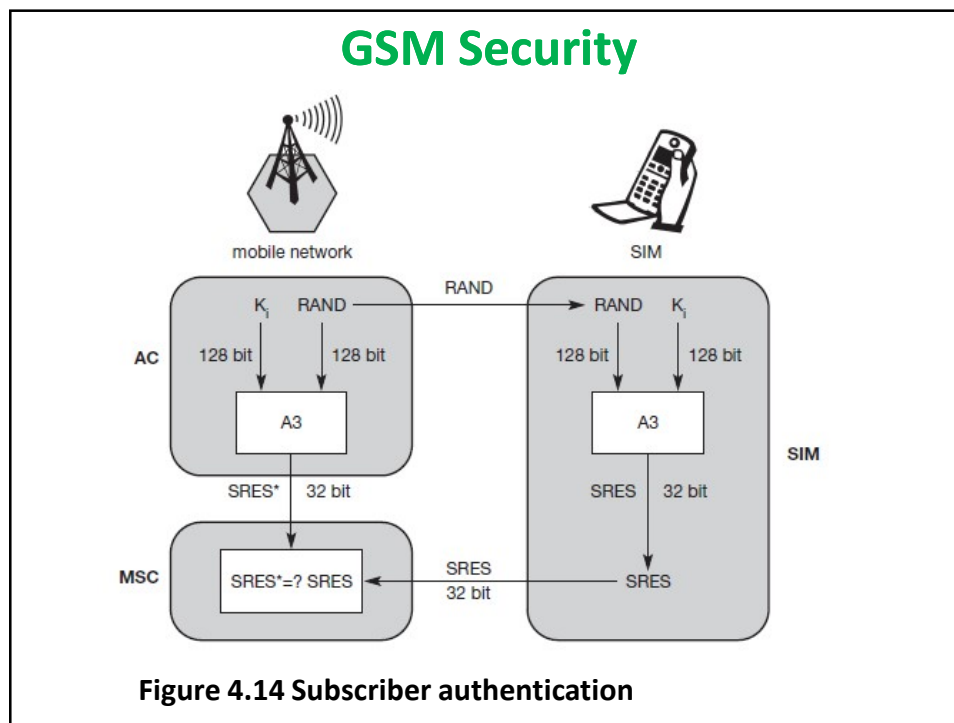 GSM Security
mobile network
SIM
RAND
K_i RAND
RAND K_i
AC
128 bit 128 bit
128 bit 128 bit
A3
A3
SIM
SRES* 32 bit
SRES 32 bit
MSC
SRES*=? SRES
SRES
32 bit
SRES
Figure 4.14 Subscriber authentication